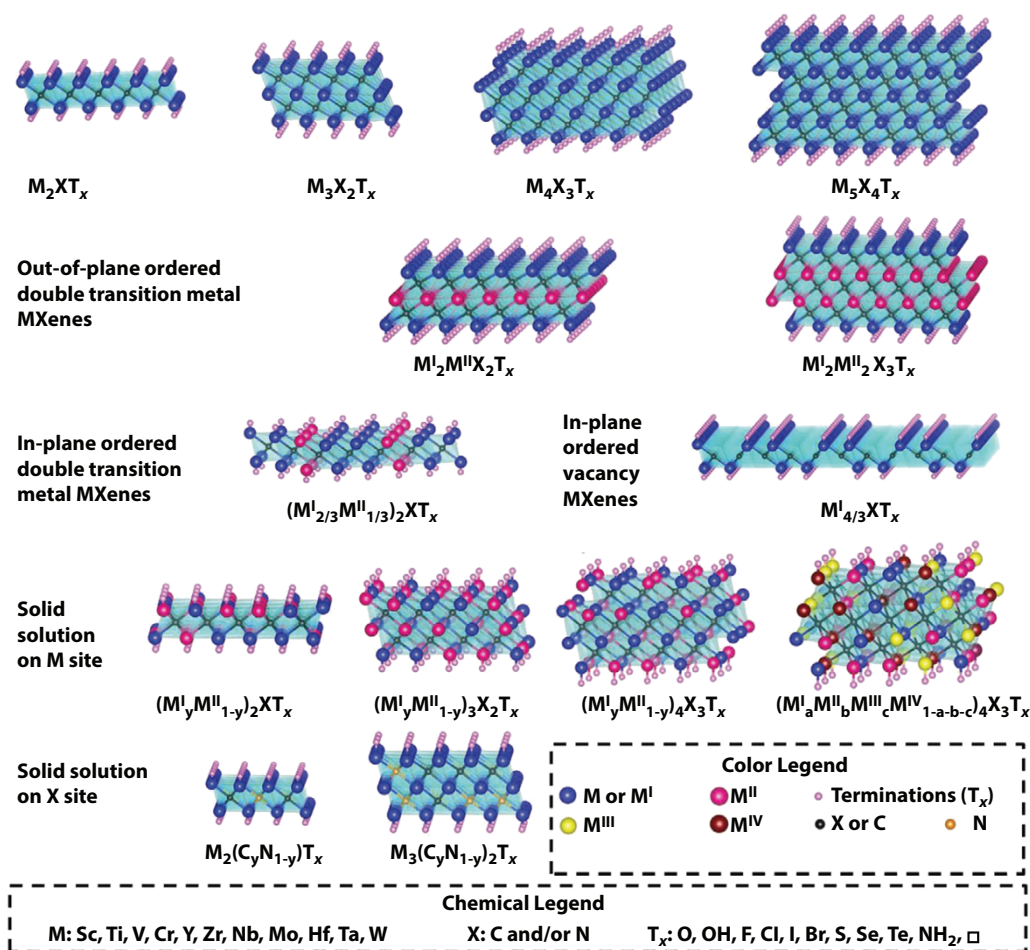 M₂XTₓ
M₃X₂Tₓ
M₄X₃Tₓ
M₅X₄Tₓ
Out-of-plane ordered
double transition metal
MXenes
Mᴵ₂MᴵᴵX₂Tₓ
Mᴵ₂Mᴵᴵ₂ X₃Tₓ
In-plane ordered
double transition
metal MXenes
(Mᴵ₂/₃Mᴵᴵ₁/₃)₂XTₓ
In-plane
ordered
vacancy
MXenes
Mᴵ₄/₃XTₓ
Solid
solution
on M site
(MᴵyMᴵᴵ1-y)₂XTₓ
(MᴵyMᴵᴵ1-y)₃X₂Tₓ
(MᴵyMᴵᴵ1-y)₄X₃Tₓ
(MᴵaMᴵᴵbMᴵᴵᴵcMᴵⱽ1-a-b-c)₄X₃Tₓ
Solid solution
on X site
M₂(CyN1-y)Tₓ
M₃(CyN1-y)₂Tₓ
Color Legend
M or Mᴵ Mᴵᴵ Terminations (Tₓ)
Mᴵᴵᴵ Mᴵⱽ X or C N
Chemical Legend
M: Sc, Ti, V, Cr, Y, Zr, Nb, Mo, Hf, Ta, W X: C and/or N Tₓ: O, OH, F, Cl, I, Br, S, Se, Te, NH₂, □